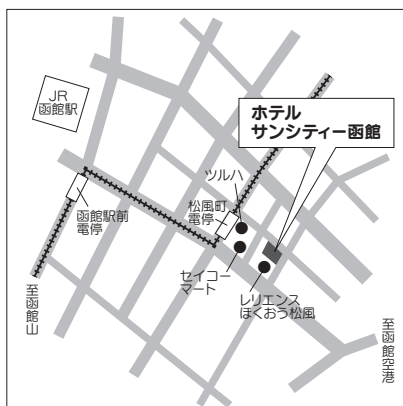 JR
函館駅
ホテル
サンシティー函館
ツルハ
松風町
電停
函館駅前
電停
セイコー
マート
レリエンス
ほくおう松風
至函館山
至函館空港